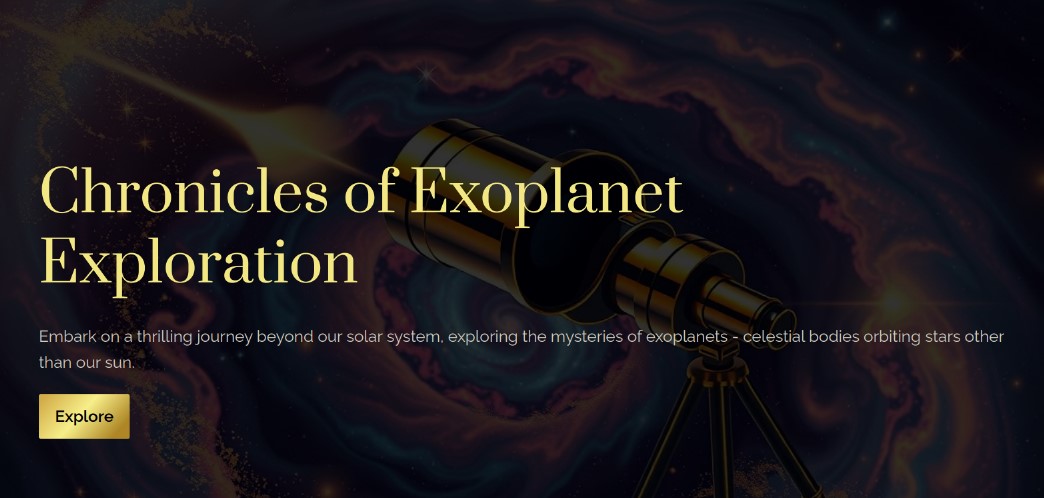 Chronicles of Exoplanet
Exploration
Embark on a thrilling journey beyond our solar system, exploring the mysteries of exoplanets - celestial bodies orbiting stars other
than our sun.
Explore